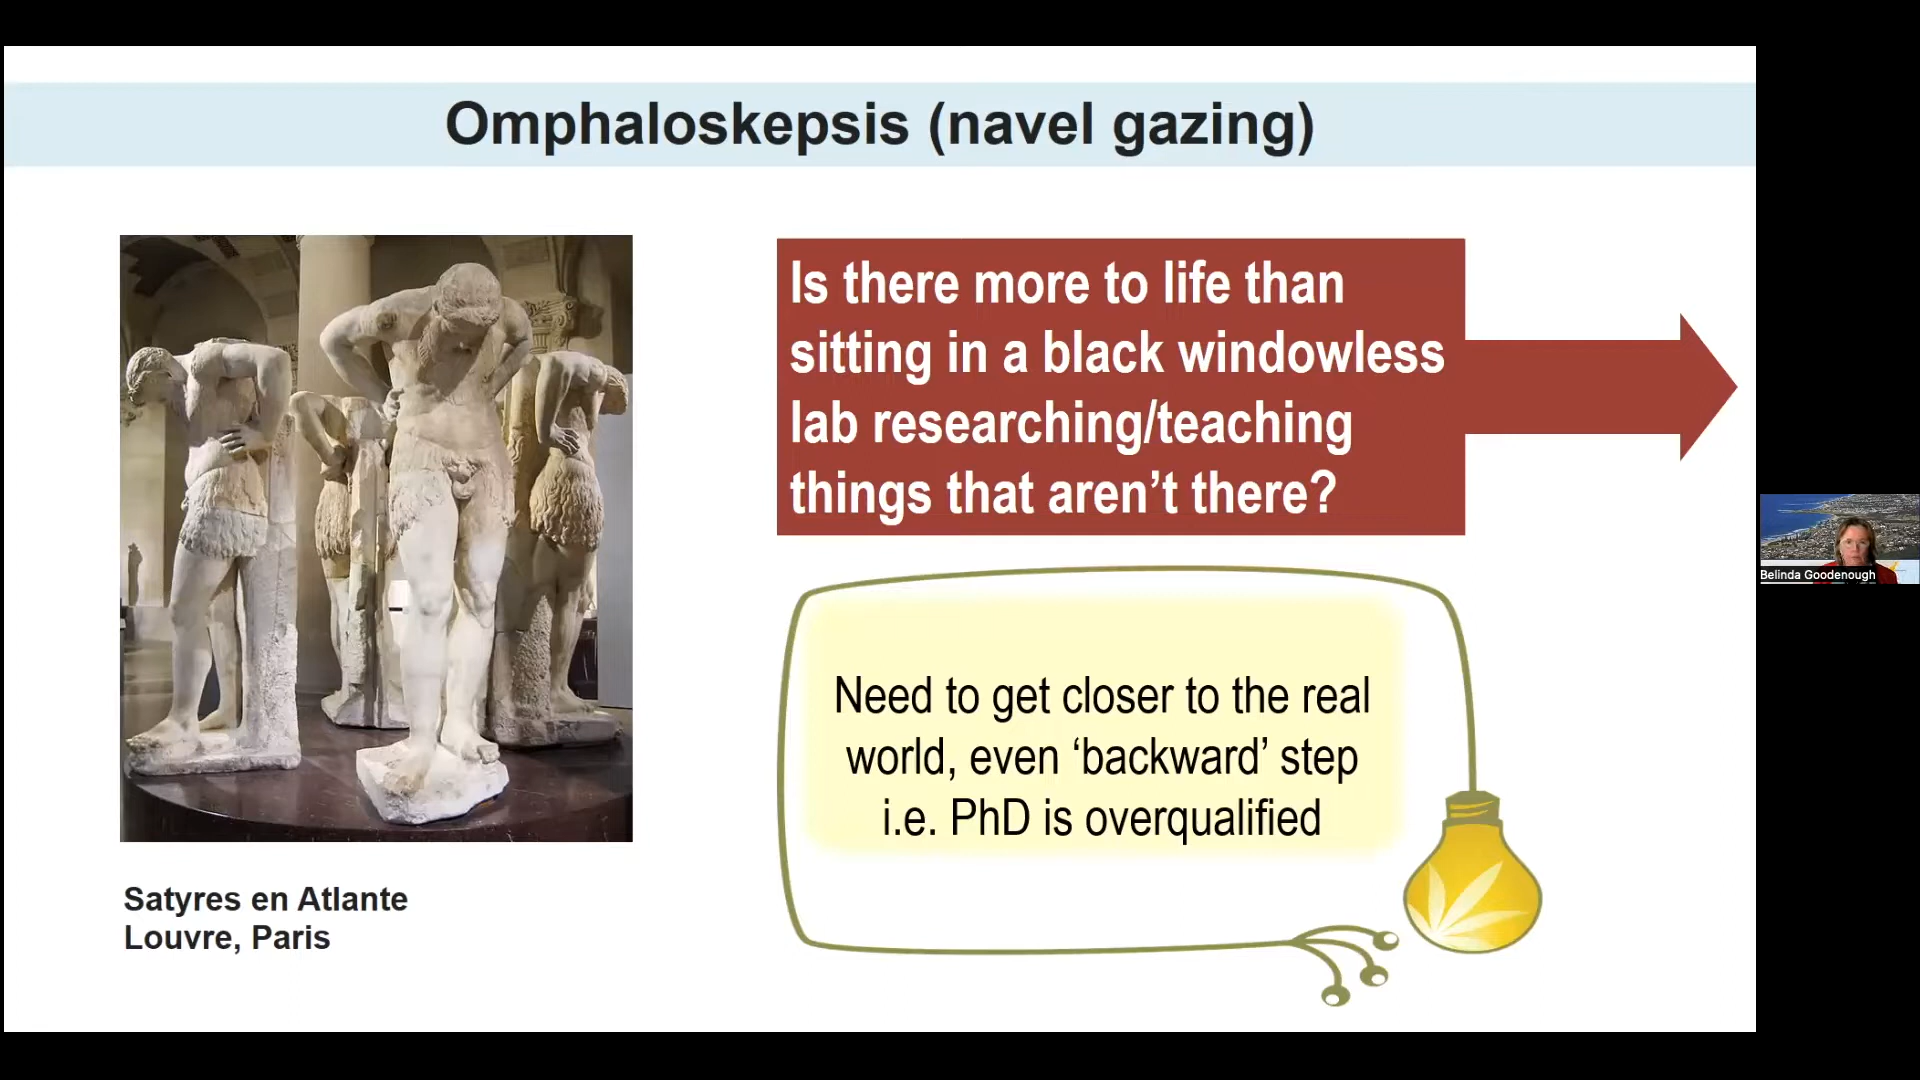 Omphaloskepsis (navel gazing)
Is there more to life than
sitting in a black windowless
lab researching/teaching
things that aren’t there?
Need to get closer to the real
world, even ‘backward’ step
i.e. PhD is overqualified
Satyres en Atlante
Louvre, Paris
Belinda Goodenough